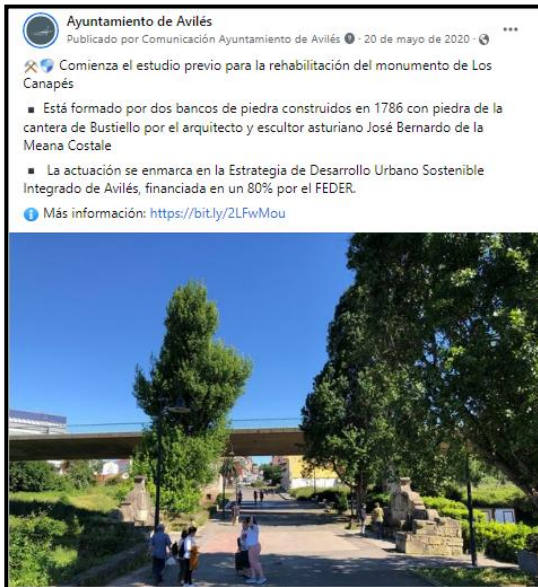 Ayuntamiento de Avilés
Publicado por Comunicación Ayuntamiento de Avilés · 20 de mayo de 2020 ·
Comienza el estudio previo para la rehabilitación del monumento de Los
Canapés
▪ Está formado por dos bancos de piedra construidos en 1786 con piedra de la
cantera de Bustiello por el arquitecto y escultor asturiano José Bernardo de la
Meana Costale
▪ La actuación se enmarca en la Estrategia de Desarrollo Urbano Sostenible
Integrado de Avilés, financiada en un 80% por el FEDER.
Más información: https://bit.ly/2LFwMou